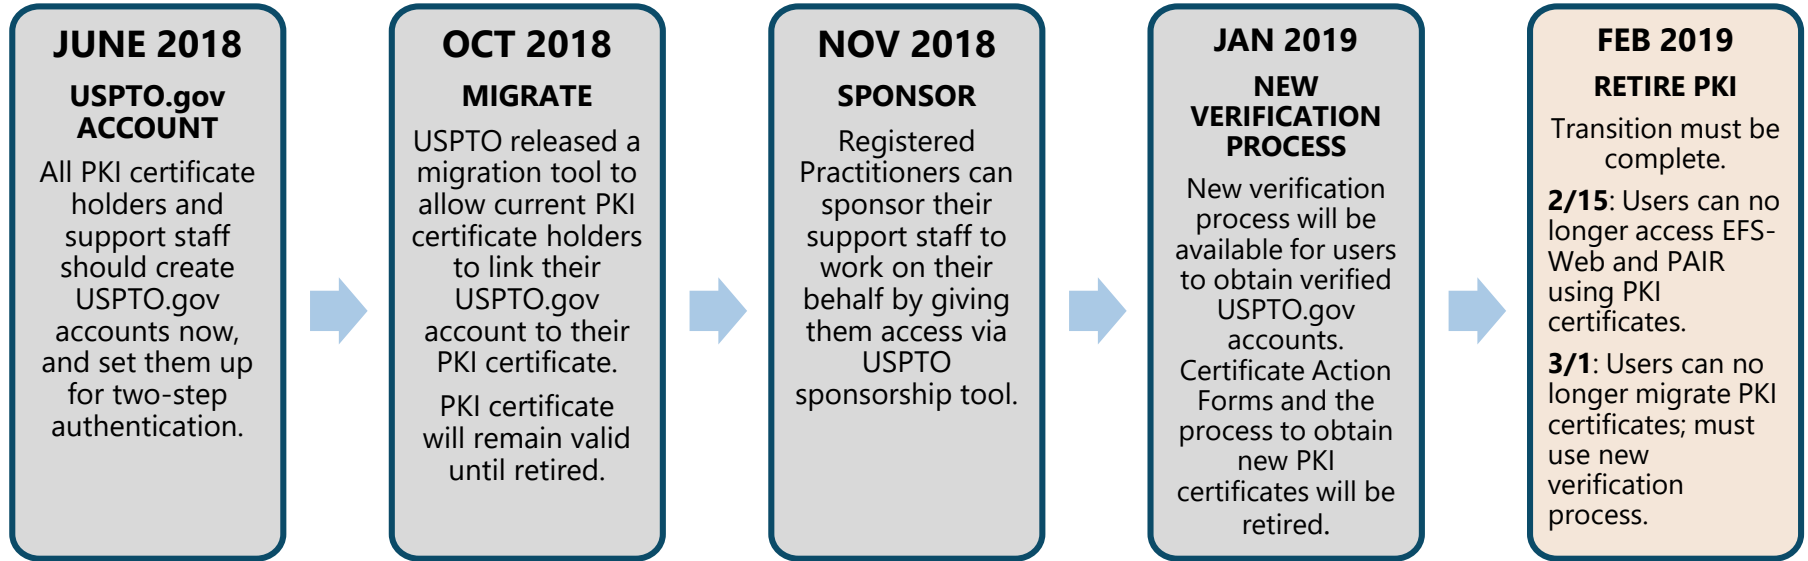 JUNE 2018
USPTO.gov
ACCOUNT
All PKI certificate
holders and
support staff
should create
USPTO.gov
accounts now,
and set them up
for two-step
authentication.
OCT 2018
MIGRATE
USPTO released a
migration tool to
allow current PKI
certificate holders
to link their
USPTO.gov
account to their
PKI certificate.
PKI certificate
will remain valid
until retired.
NOV 2018
SPONSOR
Registered
Practitioners can
sponsor their
support staff to
work on their
behalf by giving
them access via
USPTO
sponsorship tool.
JAN 2019
NEW
VERIFICATION
PROCESS
New verification
process will be
available for users
to obtain verified
USPTO.gov
accounts.
Certificate Action
Forms and the
process to obtain
new PKI
certificates will be
retired.
FEB 2019
RETIRE PKI
Transition must be
complete.
2/15: Users can no
longer access EFS-
Web and PAIR
using PKI
certificates.
3/1: Users can no
longer migrate PKI
certificates; must
use new
verification
process.